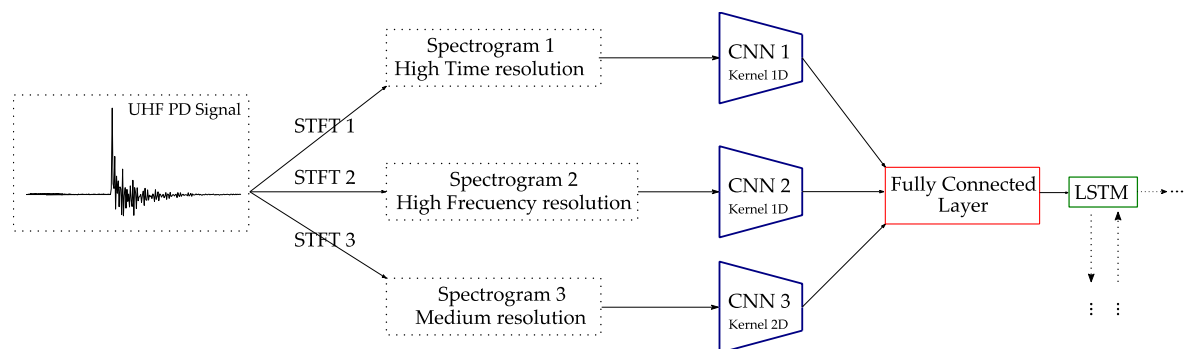 UHF PD Signal
STFT 1
STFT 2
STFT 3
Spectrogram 1
High Time resolution
Spectrogram 2
High Frecuency resolution
Spectrogram 3
Medium resolution
CNN 1
Kernel 1D
CNN 2
Kernel 1D
CNN 3
Kernel 2D
Fully Connected
Layer
LSTM
...
⋮ ⋮